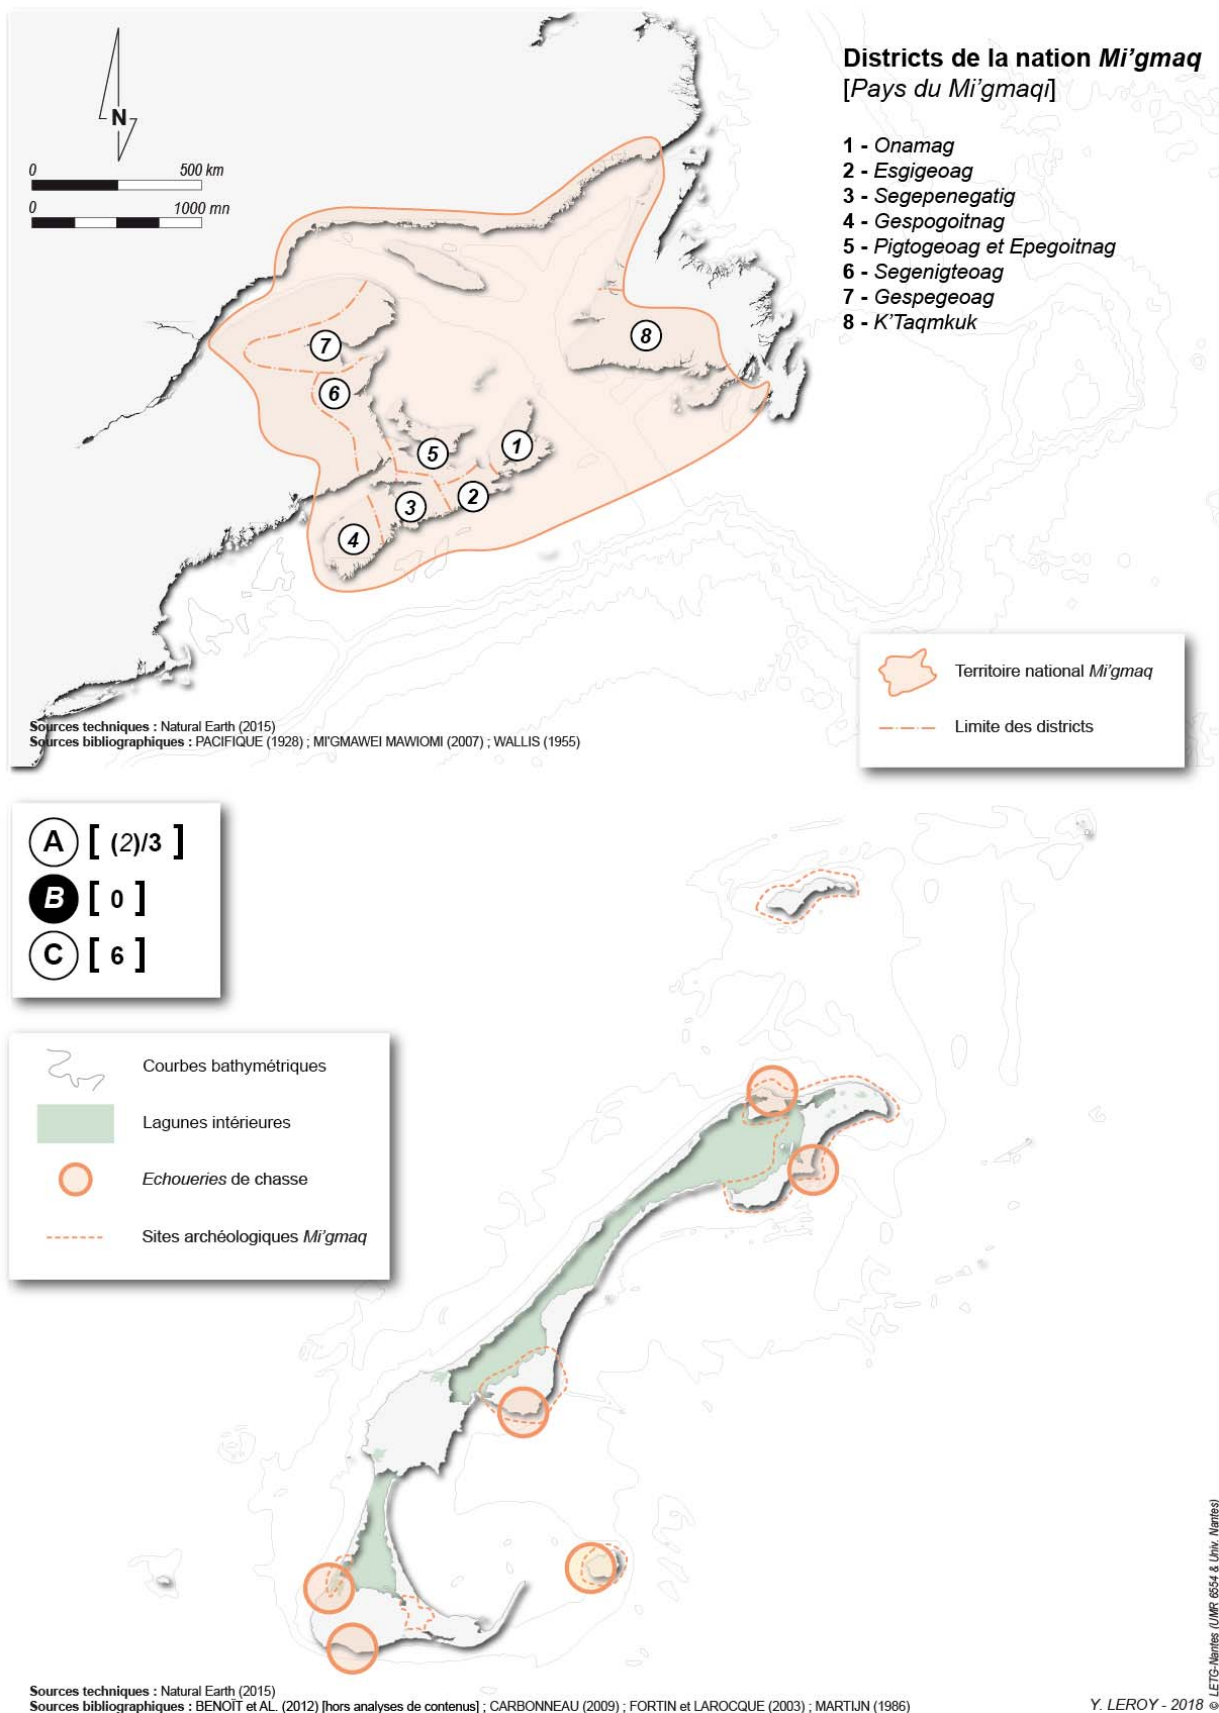 Districts de la nation Mi'gmaq
[Pays du Mi'gmaqi]
1 - Onamag
2 - Esgigeoag
3 - Segepenegatig
4 - Gespogoitnag
5 - Pigtogeoag et Epegoitnag
6 - Segenigteoag
7 - Gespegeoag
8 - K'Taqmkuk
N
0 500 km
0 1000 mn
7
8
6
5
1
3
2
4
Territoire national Mi'gmaq
Limite des districts
Sources techniques : Natural Earth (2015)
Sources bibliographiques : PACIFIQUE (1928) ; MI'GMAWEI MAWIOMI (2007) ; WALLIS (1955)
A [ (2)/3 ]
B [ 0 ]
C [ 6 ]
Courbes bathymétriques
Lagunes intérieures
Echoueries de chasse
Sites archéologiques Mi'gmaq
Sources techniques : Natural Earth (2015)
Sources bibliographiques : BENOÎT et AL. (2012) [hors analyses de contenus] ; CARBONNEAU (2009) ; FORTIN et LAROCQUE (2003) ; MARTIJN (1986)
Y. LEROY - 2018
© LETG-Nantes (UMR 6554 & Univ. Nantes)